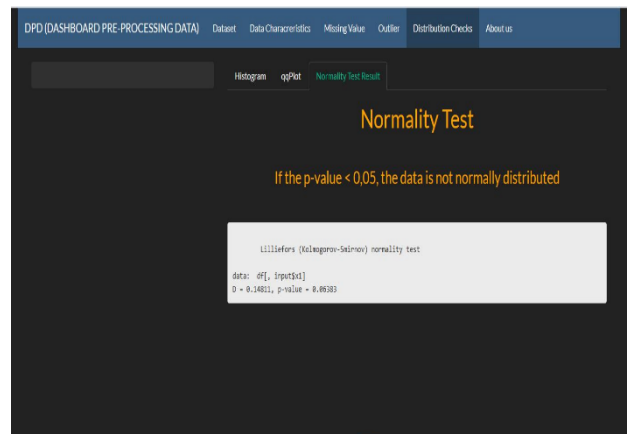 DPD (DASHBOARD PRE-PROCESSING DATA) Dataset Data Characreristics Missing Value Outlier Distribution Checks About us
Histogram qqPlot Normality Test Result
Normality Test
If the p-value < 0,05, the data is not normally distributed
Lilliefors (Kolmogorov-Smirnov) normality test
data: df[, input$x1]
D = 0.14811, p-value = 0.06383